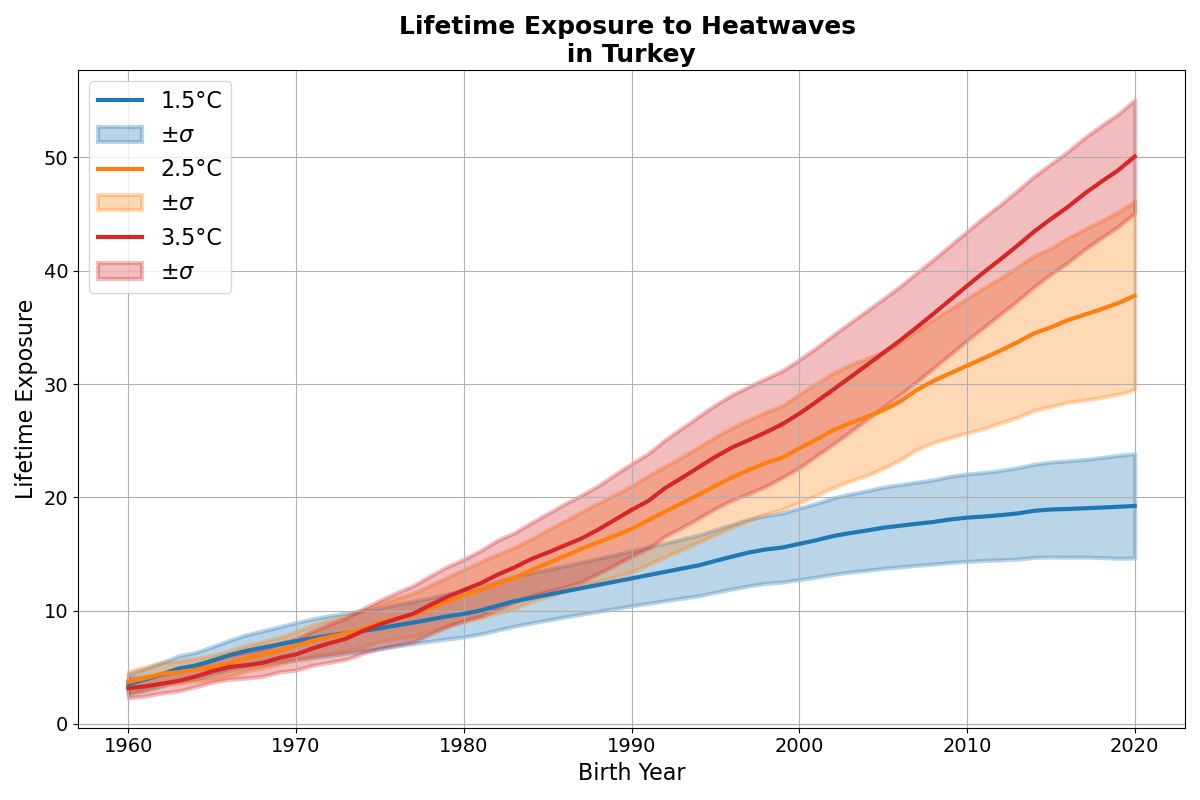 Lifetime Exposure to Heatwaves
in Turkey
1.5°C
±σ
2.5°C
±σ
3.5°C
±σ
Lifetime Exposure
50
40
30
20
10
0
1960 1970 1980 1990 2000 2010 2020
Birth Year